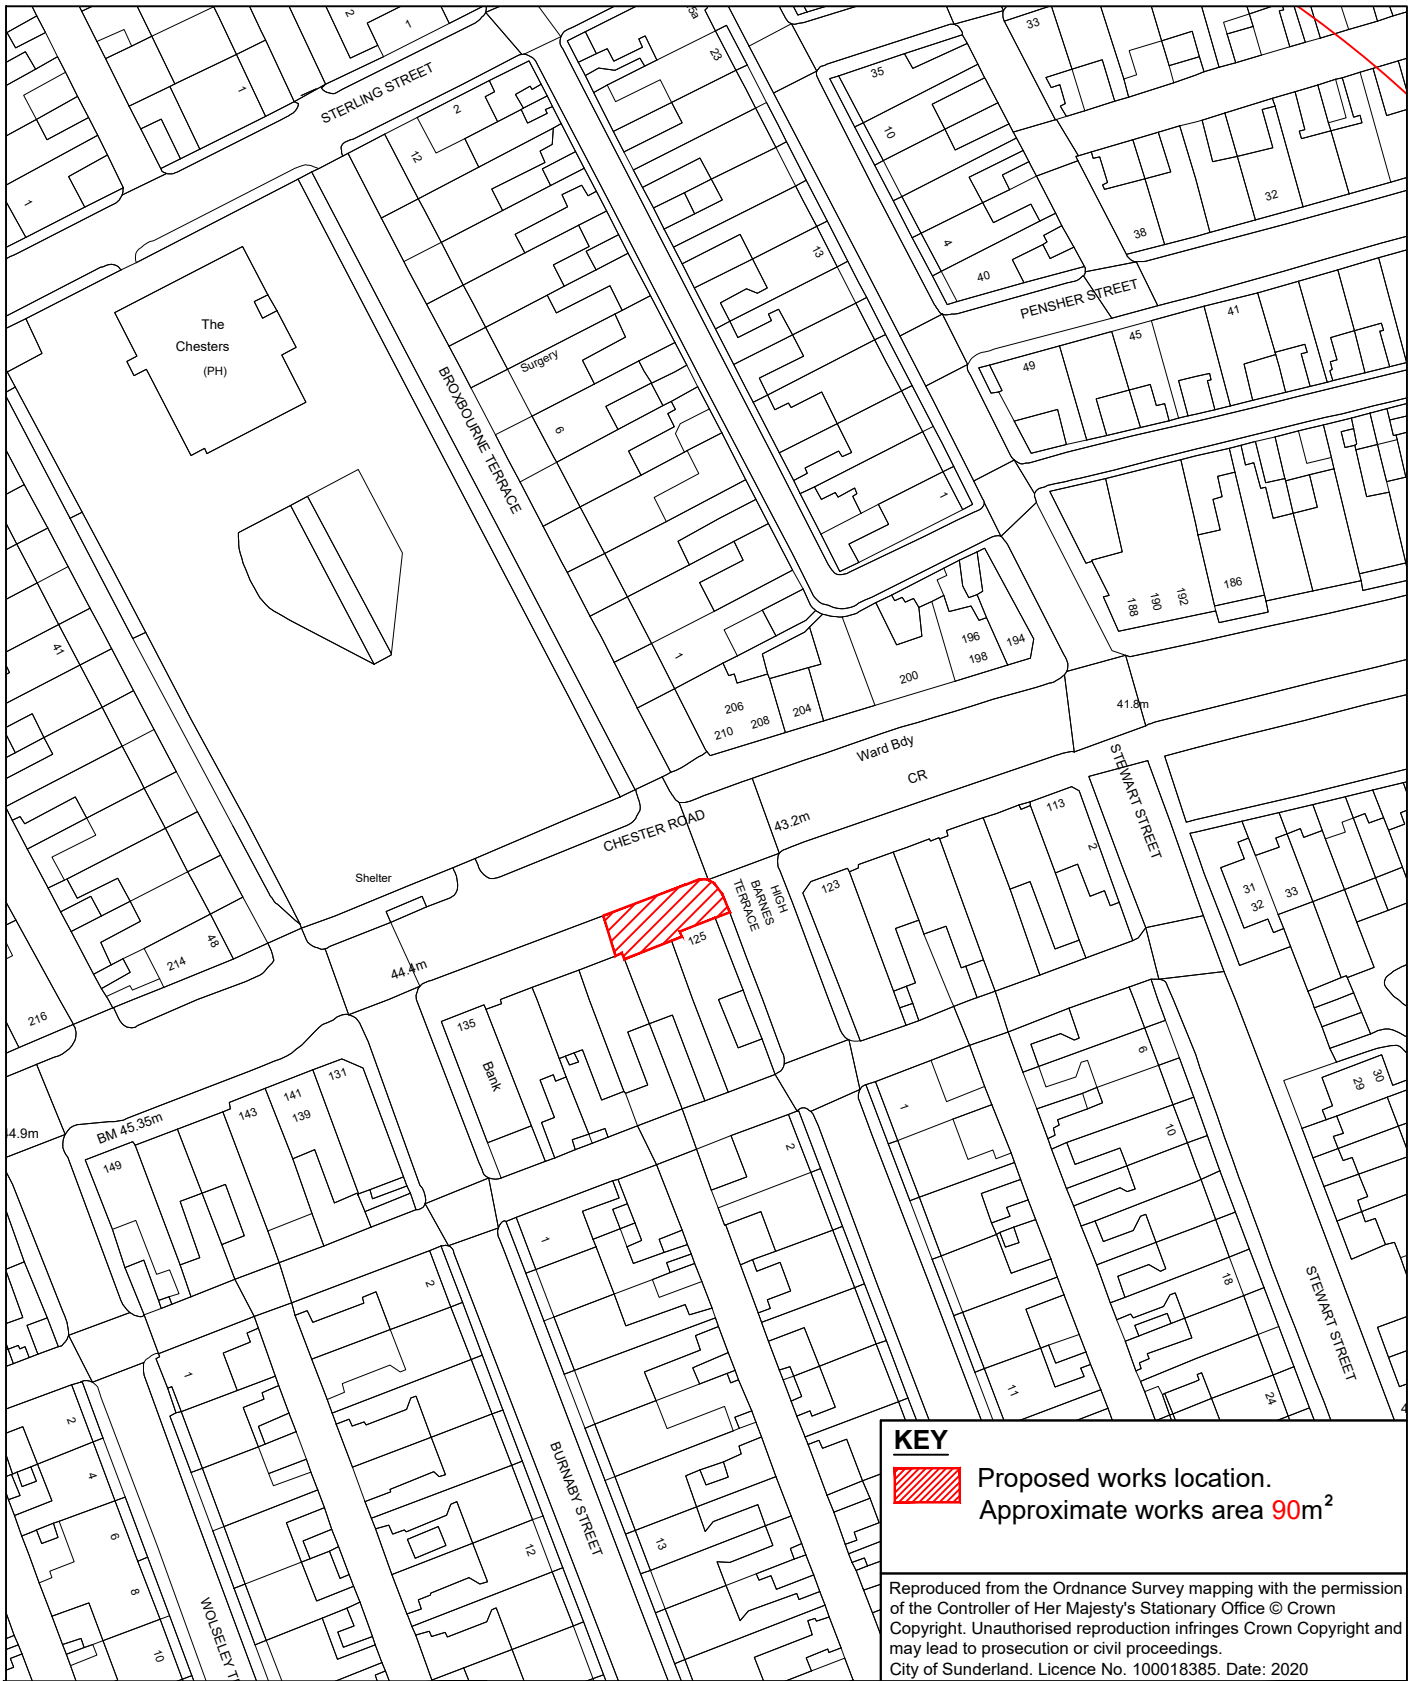 2
1
5a
23
33
35
STERLING STREET
1
2
12
10
32
1
4
13
38
40
PENSHER STREET
The
Chesters
(PH)
41
45
49
Surgery
BROXBOURNE TERRACE
6
1
186
192
190
188
41
1
196
194
198
200
206
204
208
210
41.8m
Ward Bdy
CR
STEWART STREET
113
CHESTER ROAD
43.2m
2
Shelter
123
HIGH
BARNES
TERRACE
31
33
32
125
48
214
44.4m
216
135
Bank
6
30
29
131
141
143
139
1
BM 45.35m
4.9m
10
149
2
1
2
18
STEWART STREET
1
11
24
2
4
BURNABY STREET
13
12
6
8
10
WOLSELEY T
KEY
Proposed works location.
Approximate works area 90m²
Reproduced from the Ordnance Survey mapping with the permission
of the Controller of Her Majesty's Stationary Office © Crown
Copyright. Unauthorised reproduction infringes Crown Copyright and
may lead to prosecution or civil proceedings.
City of Sunderland. Licence No. 100018385. Date: 2020